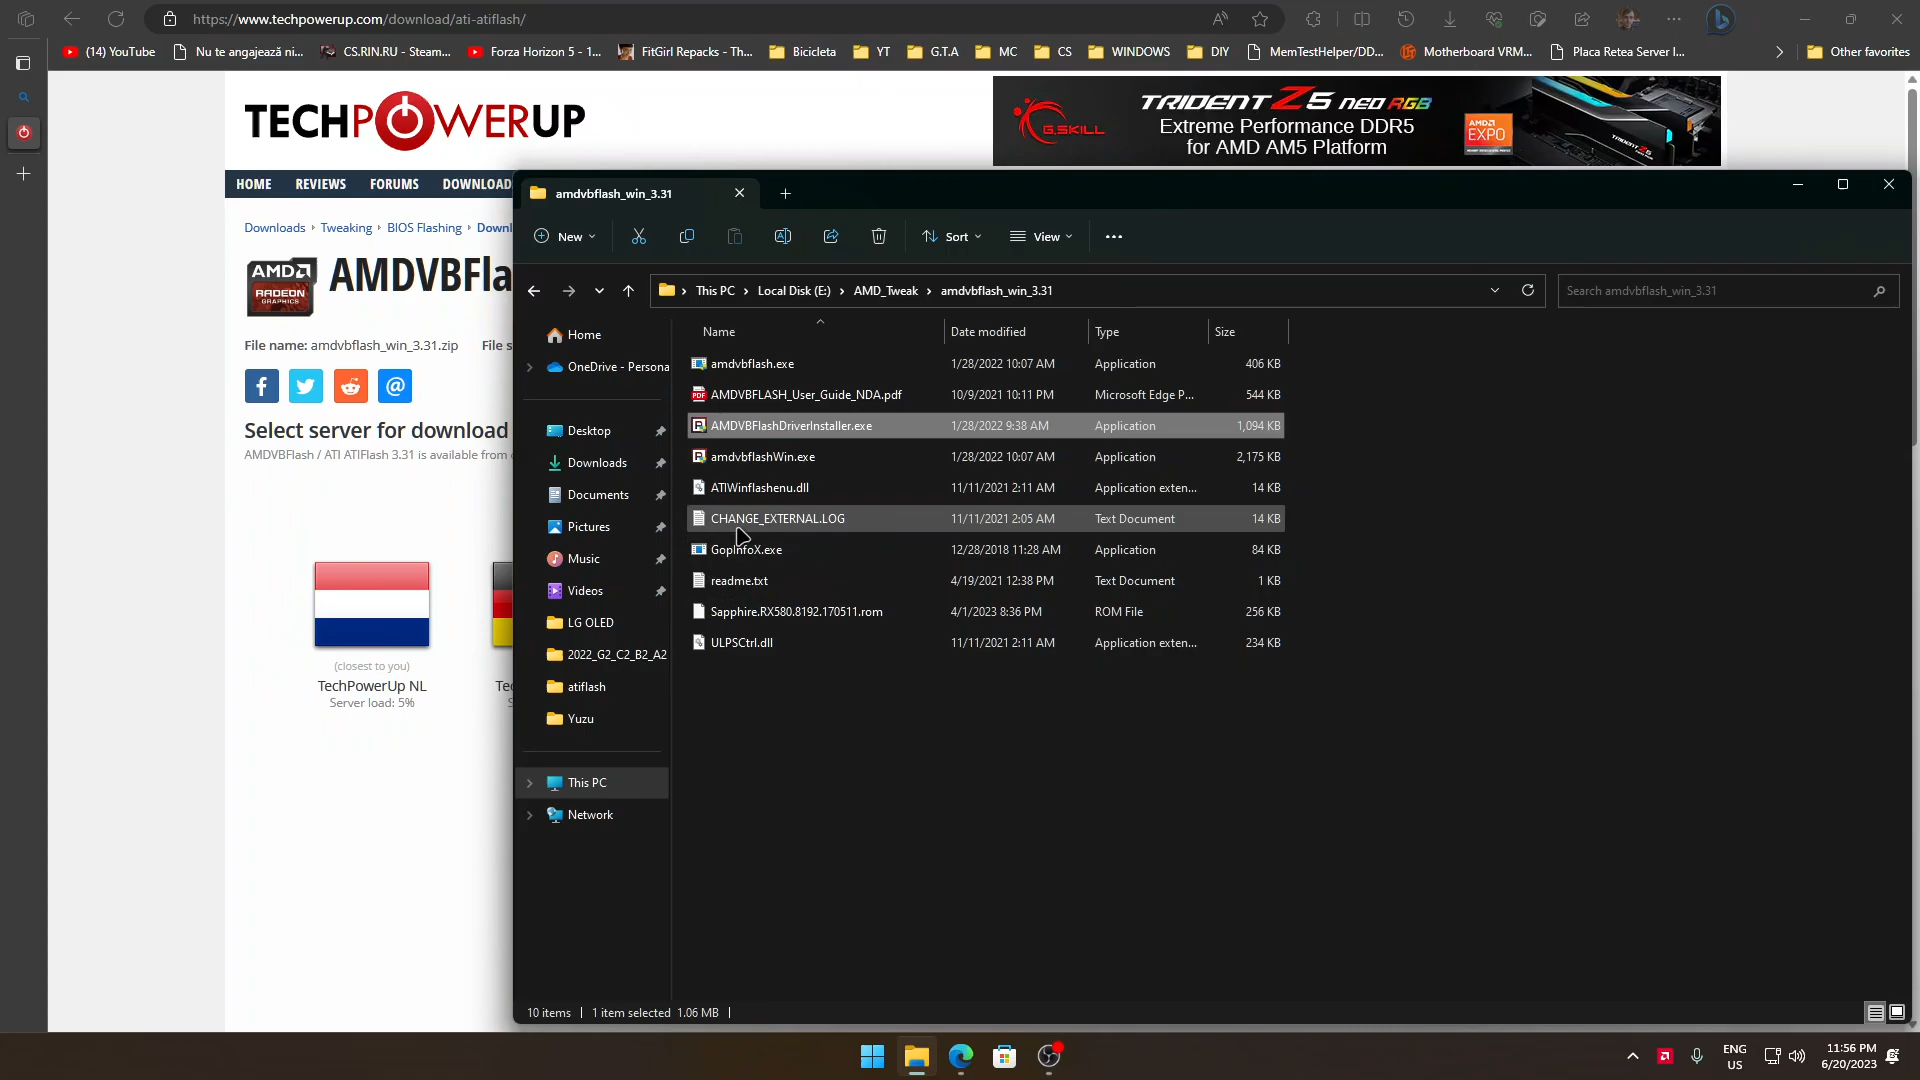 https://www.techpowerup.com/download/ati-atiflash/
(14) YouTube
Nu te angajează ni...
CS.RIN.RU - Steam...
Forza Horizon 5 - 1...
FitGirl Repacks - Th...
Bicicleta
YT
G.T.A
MC
CS
WINDOWS
DIY
MemTestHelper/DD...
Motherboard VRM...
Placa Retea Server I...
Other favorites
TECHPOWERUP
G.SKILL
TRIDENT Z5 NEO RGB
Extreme Performance DDR5
for AMD AM5 Platform
AMD
EXPO
TRIDENT Z5
HOME
REVIEWS
FORUMS
DOWNLOAD
Downloads
Tweaking
BIOS Flashing
Downl
AMD
RADEON
GRAPHICS
AMDVBFla
File name: amdvbflash_win_3.31.zip
File s
Select server for download
AMDVBFlash / ATI ATIFlash 3.31 is available from
(closest to you)
TechPowerUp NL
Server load: 5%
Tec
S
amdvbflash_win_3.31
New
Sort
View
This PC
Local Disk (E:)
AMD_Tweak
amdvbflash_win_3.31
Search amdvbflash_win_3.31
Home
OneDrive - Persona
Desktop
Downloads
Documents
Pictures
Music
Videos
LG OLED
2022_G2_C2_B2_A2
atiflash
Yuzu
This PC
Network
Name Date modified Type Size
amdvbflash.exe 1/28/2022 10:07 AM Application 406 KB
AMDVBFLASH_User_Guide_NDA.pdf 10/9/2021 10:11 PM Microsoft Edge P... 544 KB
AMDVBFlashDriverInstaller.exe 1/28/2022 9:38 AM Application 1,094 KB
amdvbflashWin.exe 1/28/2022 10:07 AM Application 2,175 KB
ATIWinflashenu.dll 11/11/2021 2:11 AM Application exten... 14 KB
CHANGE_EXTERNAL.LOG 11/11/2021 2:05 AM Text Document 14 KB
GopInfoX.exe 12/28/2018 11:28 AM Application 84 KB
readme.txt 4/19/2021 12:38 PM Text Document 1 KB
Sapphire.RX580.8192.170511.rom 4/1/2023 8:36 PM ROM File 256 KB
ULPSCtrl.dll 11/11/2021 2:11 AM Application exten... 234 KB
10 items
1 item selected 1.06 MB
ENG
US
11:56 PM
6/20/2023